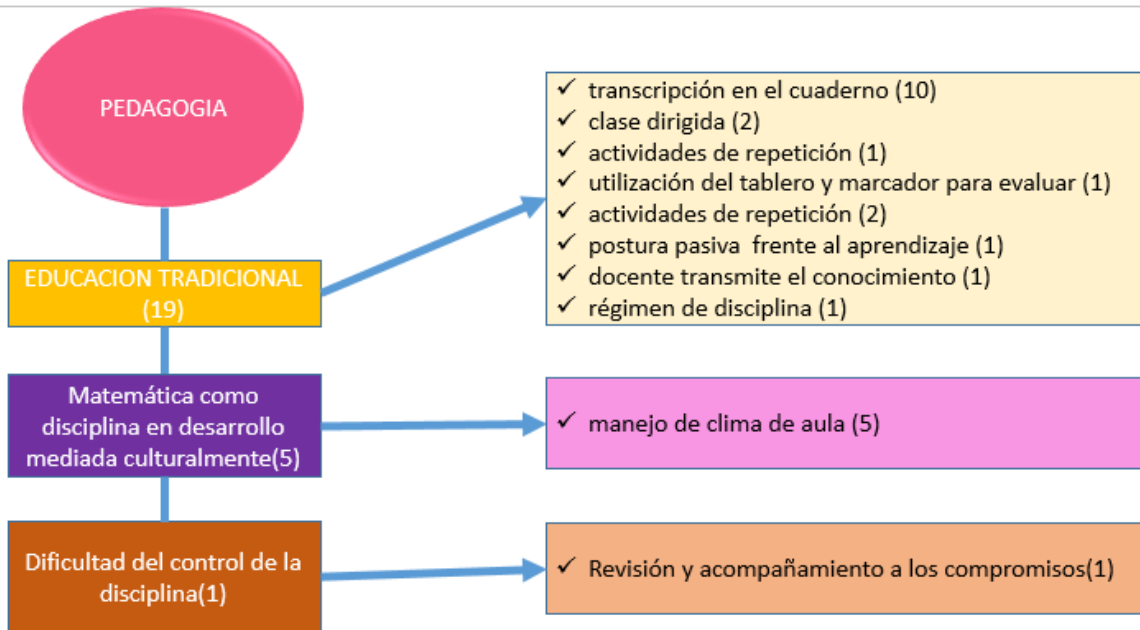 PEDAGOGIA
EDUCACION TRADICIONAL
(19)
✓ transcripción en el cuaderno (10)
✓ clase dirigida (2)
✓ actividades de repetición (1)
✓ utilización del tablero y marcador para evaluar (1)
✓ actividades de repetición (2)
✓ postura pasiva frente al aprendizaje (1)
✓ docente transmite el conocimiento (1)
✓ régimen de disciplina (1)
Matemática como
disciplina en desarrollo
mediada culturalmente(5)
✓ manejo de clima de aula (5)
Dificultad del control de la
disciplina(1)
✓ Revisión y acompañamiento a los compromisos(1)